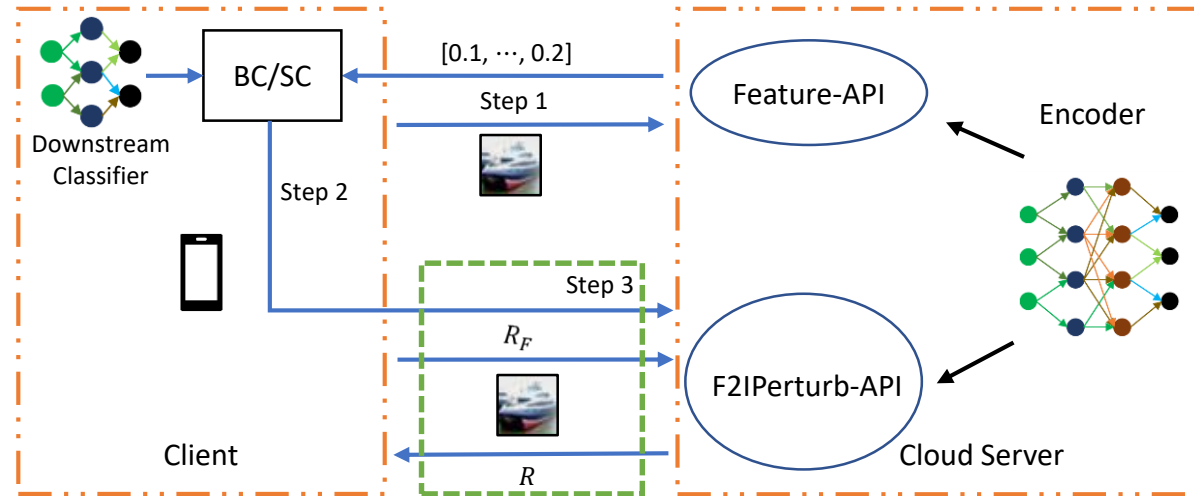 [0.1, ⋯, 0.2]
BC/SC
Feature-API
Step 1
Encoder
Downstream
Classifier
Step 2
Step 3
R_F
F2IPerturb-API
Client
R
Cloud Server